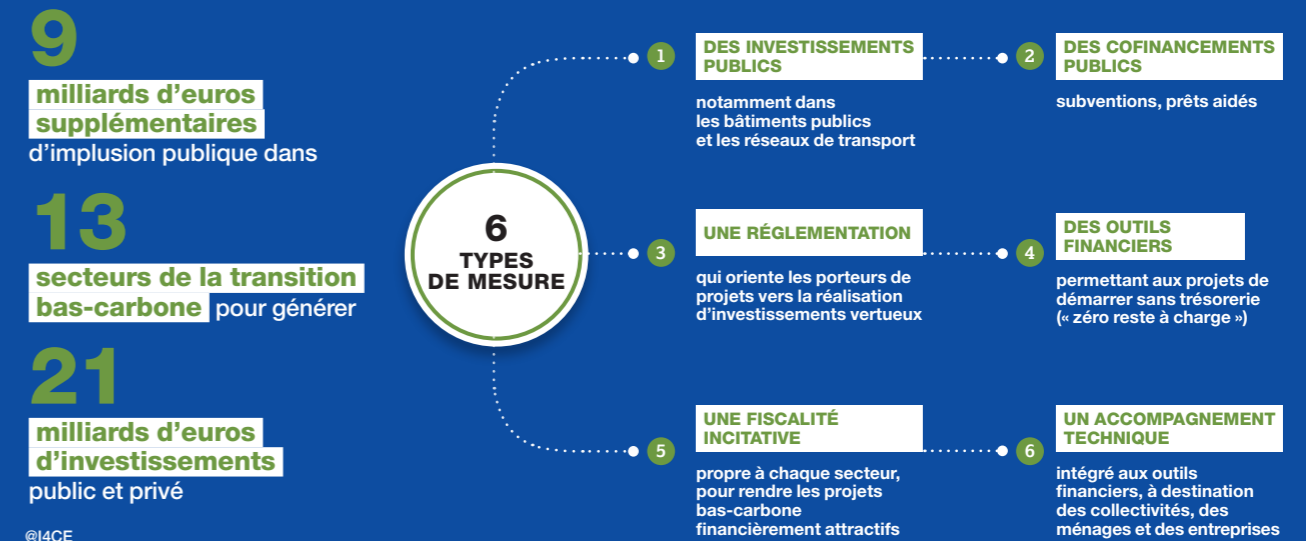 9
milliards d’euros
supplémentaires
d’implusion publique dans
13
secteurs de la transition
bas-carbone pour générer
21
milliards d’euros
d’investissements
public et privé
@I4CE
6
TYPES
DE MESURE
1
DES INVESTISSEMENTS
PUBLICS
notamment dans
les bâtiments publics
et les réseaux de transport
2
DES COFINANCEMENTS
PUBLICS
subventions, prêts aidés
3
UNE RÉGLEMENTATION
qui oriente les porteurs de
projets vers la réalisation
d’investissements vertueux
4
DES OUTILS
FINANCIERS
permettant aux projets de
démarrer sans trésorerie
(« zéro reste à charge »)
5
UNE FISCALITÉ
INCITATIVE
propre à chaque secteur,
pour rendre les projets
bas-carbone
financièrement attractifs
6
UN ACCOMPAGNEMENT
TECHNIQUE
intégré aux outils
financiers, à destination
des collectivités, des
ménages et des entreprises